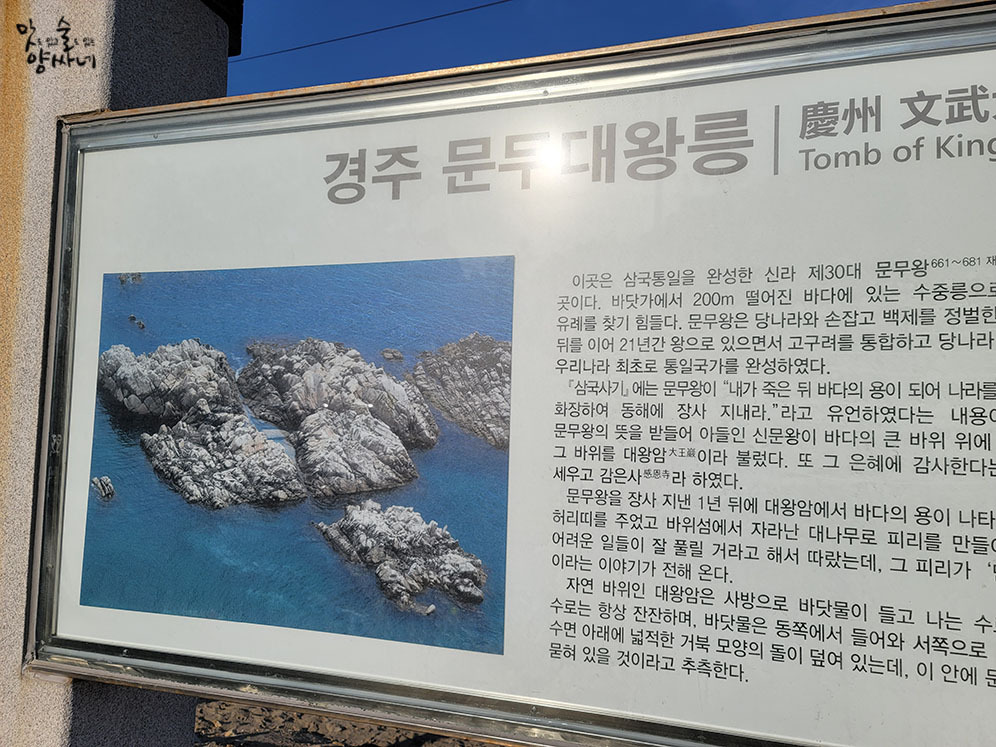 맛도 있고 술도 있는
양싸네
경주 문무대왕릉
慶州 文武
Tomb of King
이곳은 삼국통일을 완성한 신라 제30대 문무왕 661~681 재
곳이다. 바닷가에서 200m 떨어진 바다에 있는 수중릉으로
유례를 찾기 힘들다. 문무왕은 당나라와 손잡고 백제를 정벌한
뒤를 이어 21년간 왕으로 있으면서 고구려를 통합하고 당나라
우리나라 최초로 통일국가를 완성하였다.
『삼국사기』에는 문무왕이 “내가 죽은 뒤 바다의 용이 되어 나라를
화장하여 동해에 장사 지내라.”라고 유언하였다는 내용이
문무왕의 뜻을 받들어 아들인 신문왕이 바다의 큰 바위 위에
그 바위를 대왕암大王巖이라 불렀다. 또 그 은혜에 감사한다는
세우고 감은사感恩寺라 하였다.
문무왕을 장사 지낸 1년 뒤에 대왕암에서 바다의 용이 나타
허리띠를 주었고 바위섬에서 자라난 대나무로 피리를 만들
어려운 일들이 잘 풀릴 거라고 해서 따랐는데, 그 피리가 ‘
이라는 이야기가 전해 온다.
자연 바위인 대왕암은 사방으로 바닷물이 들고 나는 수
수로는 항상 잔잔하며, 바닷물은 동쪽에서 들어와 서쪽으로
수면 아래에 넓적한 거북 모양의 돌이 덮여 있는데, 이 안에 문
묻혀 있을 것이라고 추측한다.